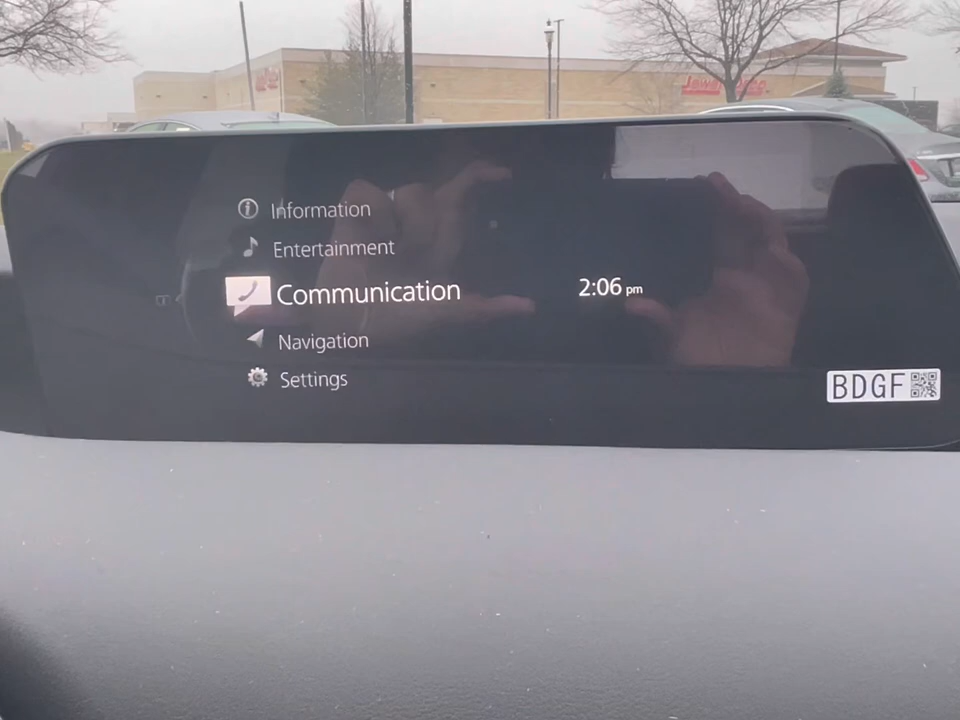 Information
Entertainment
Communication
2:06 pm
Navigation
Settings
BDGF